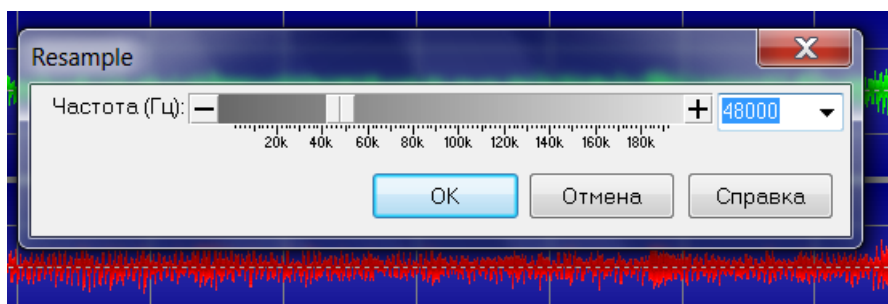 Resample
Частота (Гц): 48000
20k 40k 60k 80k 100k 120k 140k 160k 180k
OK Отмена Справка